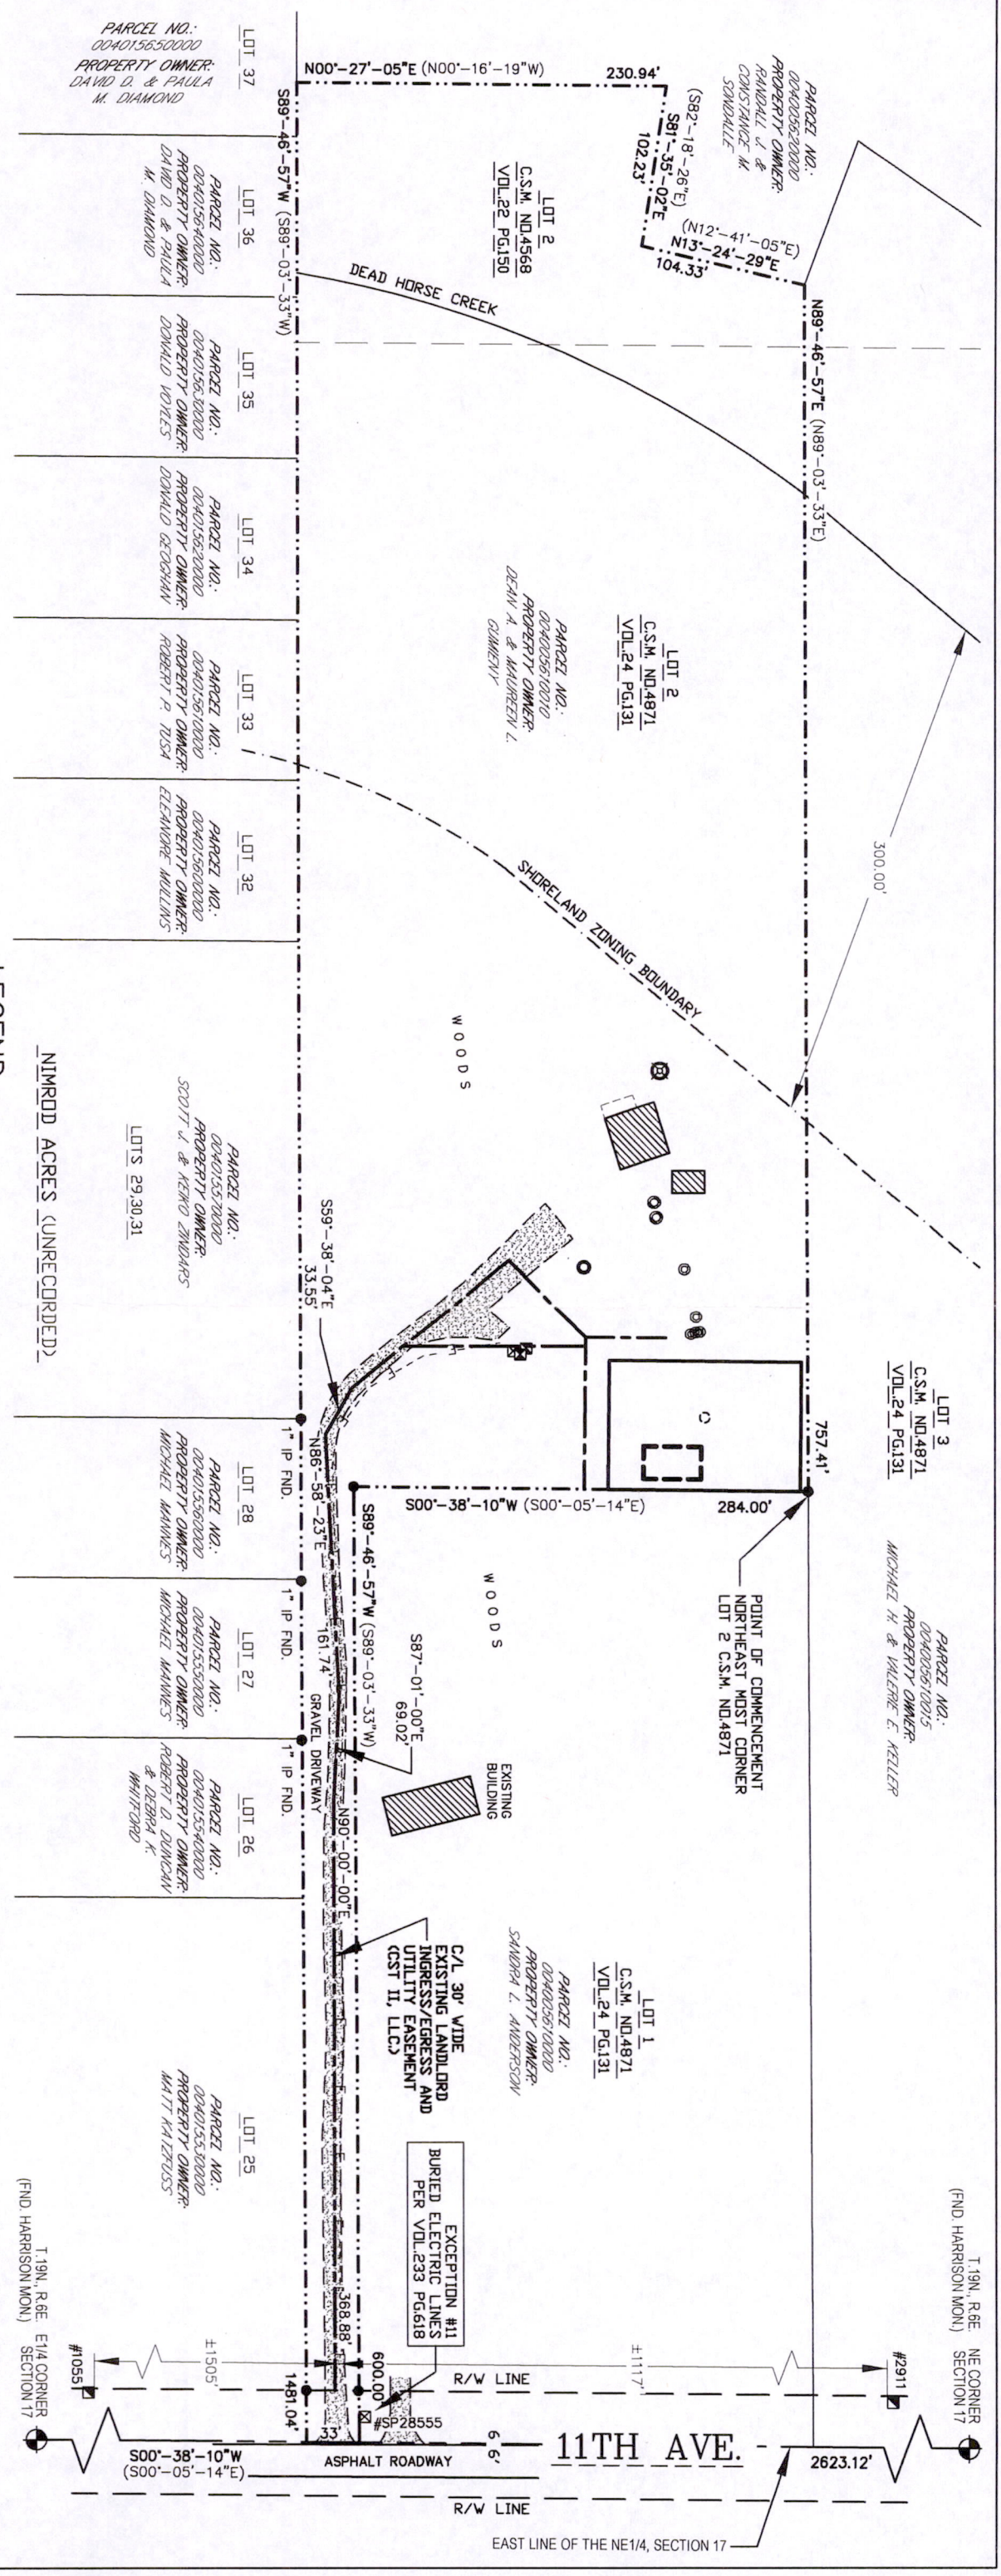 PARCEL NO.:
004015650000
PROPERTY OWNER:
DAVID D. & PAULA
M. DIAMOND
LOT 37
N00°-27'-05"E (N00°-16'-19"W)
230.94'
S89°-46'-57"W (S89°-03'-33"W)
(S82°-18'-26"E)
S81°-35'-02"E
102.23'
(N12°-41'-05"E)
N13°-24'-29"E
104.33'
PARCEL NO.:
004000520000
PROPERTY OWNER:
RANDALL J. &
CONSTANCE M.
SONDALLE
LOT 2
C.S.M. NO.4568
VOL.22 PG.150
DEAD HORSE CREEK
N89°-46'-57"E (N89°-03'-33"E)
LOT 36
PARCEL NO.:
004015640000
PROPERTY OWNER:
DAVID D. & PAULA
M. DIAMOND
LOT 35
PARCEL NO.:
004015630000
PROPERTY OWNER:
DONALD VOYLES
LOT 34
PARCEL NO.:
004015620000
PROPERTY OWNER:
DONALD GEOGHAN
LOT 33
PARCEL NO.:
004015610000
PROPERTY OWNER:
ROBERT P. TUSA
LOT 32
PARCEL NO.:
004015600000
PROPERTY OWNER:
ELEANORE MULLINS
LOT 2
C.S.M. NO.4871
VOL.24 PG.131
PARCEL NO.:
004005610010
PROPERTY OWNER:
DEAN A. & MAUREEN L.
GUMIENY
300.00'
SHORELAND ZONING BOUNDARY
WOODS
PARCEL NO.:
004015570000
PROPERTY OWNER:
SCOTT J. & KEIKO ZINDARS
LOTS 29,30,31
NIMROD ACRES (UNRECORDED)
LEGEND
S59°-38'-04"E
33.55'
LOT 3
C.S.M. NO.4871
VOL.24 PG.131
PARCEL NO.:
004005610015
PROPERTY OWNER:
MICHAEL H. & VALERIE E. KELLER
757.41'
S00°-38'-10"W (S00°-05'-14"E)
284.00'
POINT OF COMMENCEMENT
NORTHEAST MOST CORNER
LOT 2 C.S.M. NO.4871
1" IP FND.
N86°-58'-23"E
161.74'
S89°-46'-57"W (S89°-03'-33"W)
WOODS
S87°-01'-00"E
69.02'
LOT 28
PARCEL NO.:
004015560000
PROPERTY OWNER:
MICHAEL MANNES
1" IP FND.
LOT 27
PARCEL NO.:
004015550000
PROPERTY OWNER:
MICHAEL MANNES
GRAVEL DRIVEWAY
1" IP FND.
EXISTING
BUILDING
N90°-00'-00"E
LOT 26
PARCEL NO.:
004015540000
PROPERTY OWNER:
ROBERT O. DUNCAN
& DEBRA K.
WHITFORD
C/L 30' WIDE
EXISTING LANDLORD
INGRESS/EGRESS AND
UTILITY EASEMENT
(CST II, LLC.)
LOT 1
C.S.M. NO.4871
VOL.24 PG.131
PARCEL NO.:
004005610000
PROPERTY OWNER:
SANDRA L. ANDERSON
LOT 25
PARCEL NO.:
004015530000
PROPERTY OWNER:
MATT KATZFUSS
EXCEPTION #11
BURIED ELECTRIC LINES
PER VOL.233 PG.618
368.88'
600.00'
1481.04'
#SP28555
33'
66'
R/W LINE
±1117'
±1505'
#2911
#1055
T.19N., R.6E. NE CORNER
(FND. HARRISON MON.) SECTION 17
T.19N., R.6E. E1/4 CORNER
(FND. HARRISON MON.) SECTION 17
S00°-38'-10"W
(S00°-05'-14"E)
ASPHALT ROADWAY
11TH AVE.
2623.12'
R/W LINE
EAST LINE OF THE NE1/4, SECTION 17